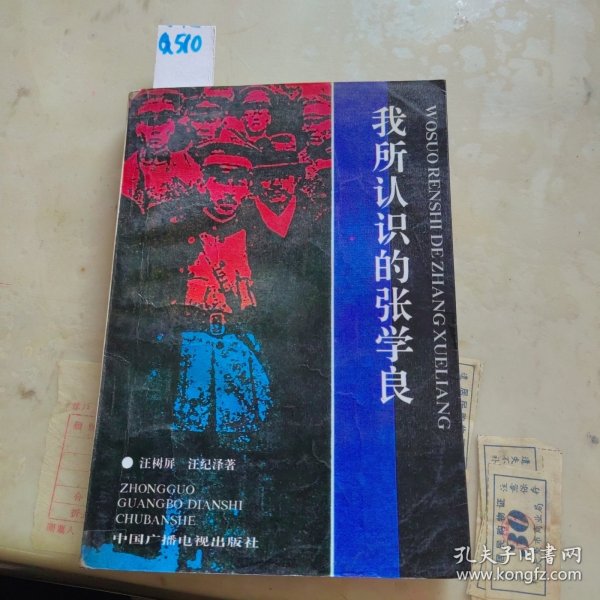 Q510
我所认识的张学良
WOSUO RENSHI DE ZHANG XUELIANG
汪树屏 汪纪泽著
ZHONGGUO
GUANGBO DIANSHI
CHUBANSHE
中国广播电视出版社
孔夫子旧书网
www.kongfz.com